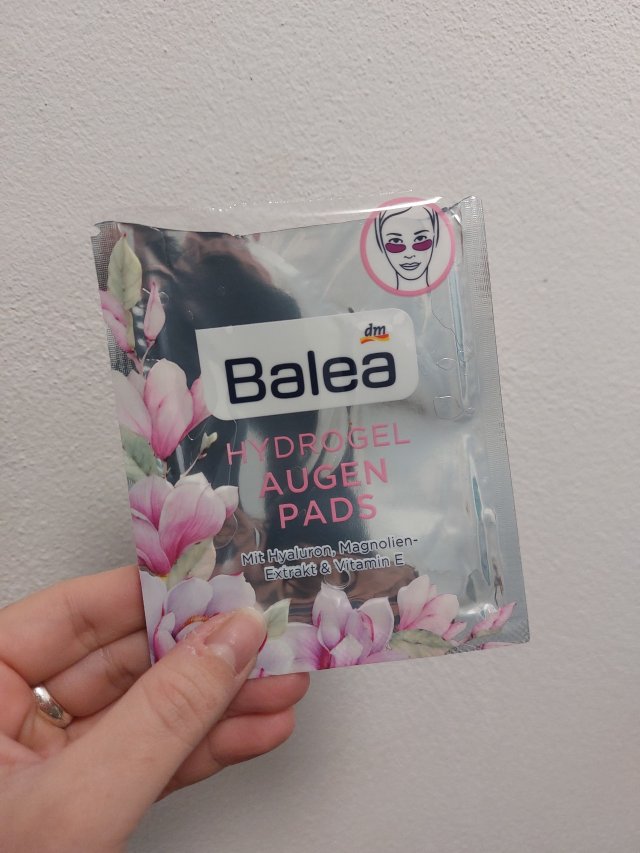 dm
Balea
HYDROGEL
AUGEN
PADS
Mit Hyaluron, Magnolien-
Extrakt & Vitamin E